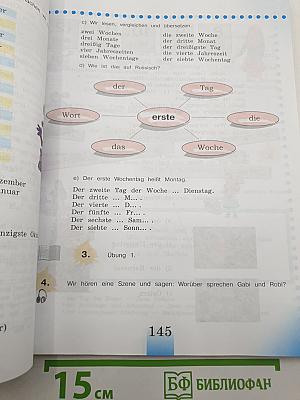 c) Wir lesen, vergleichen und übersetzen.
zwei Wochen die zweite Woche
drei Monate der dritte Monat
dreißig Tage der dreißigste Tag
vier Jahreszeiten die vierte Jahreszeit
sieben Wochentage der siebte Wochentag
d) Wie ist das auf Russisch?
der Tag
Wort erste die
das Woche
e) Der erste Wochentag heißt Montag.
Der zweite Tag der Woche ... Dienstag.
Der dritte ... M... .
Der vierte ... D... .
Der fünfte ... Fr... .
Der sechste ... Sam... .
Der siebte ... Sonn... .
3. Übung 1.
4. Wir hören eine Szene und sagen: Worüber sprechen Gabi und Robi?
145
15 СМ БФ БИБЛИОФАН